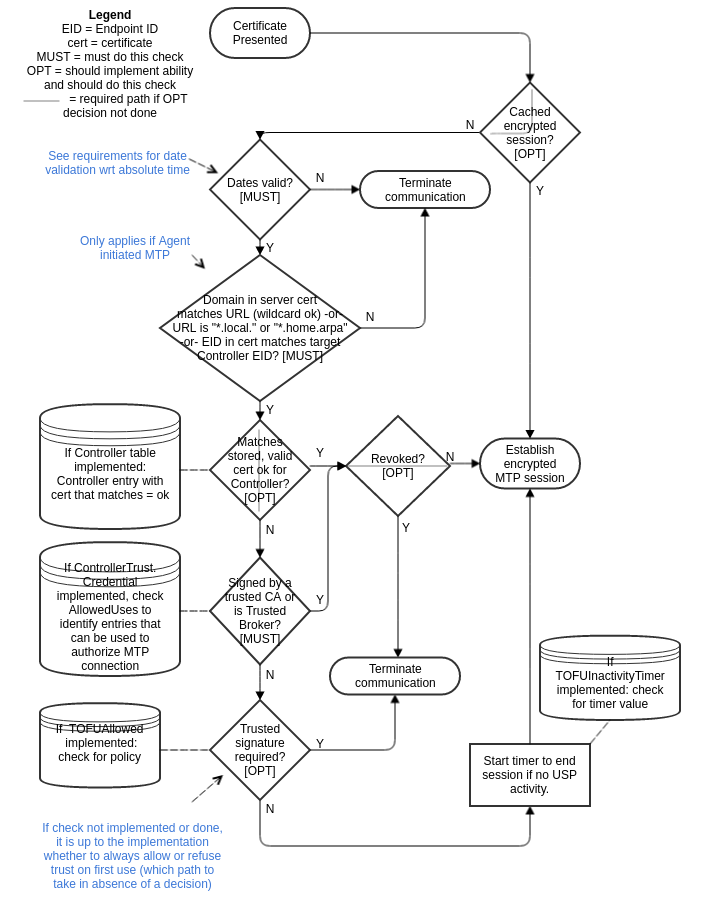 Legend
EID = Endpoint ID
cert = certificate
MUST = must do this check
OPT = should implement ability
and should do this check
= required path if OPT
decision not done
Certificate
Presented
Cached
encrypted
session?
[OPT]
N
Y
See requirements for date
validation wrt absolute time
Dates valid?
[MUST]
N
Y
Terminate
communication
Only applies if Agent
initiated MTP
Domain in server cert
matches URL (wildcard ok) -or-
URL is "*.local." or "*.home.arpa"
-or- EID in cert matches target
Controller EID? [MUST]
N
Y
If Controller table
implemented:
Controller entry with
cert that matches = ok
Matches
stored, valid
cert ok for
Controller?
[OPT]
Y
N
Revoked?
[OPT]
N
Y
Establish
encrypted
MTP session
If ControllerTrust.
Credential
implemented, check
AllowedUses to
identify entries that
can be used to
authorize MTP
connection
Signed by a
trusted CA or
is Trusted
Broker?
[MUST]
Y
N
Terminate
communication
If
TOFUInactivityTimer
implemented: check
for timer value
If TOFUAllowed
implemented:
check for policy
Trusted
signature
required?
[OPT]
Y
N
Start timer to end
session if no USP
activity.
If check not implemented or done,
it is up to the implementation
whether to always allow or refuse
trust on first use (which path to
take in absence of a decision)